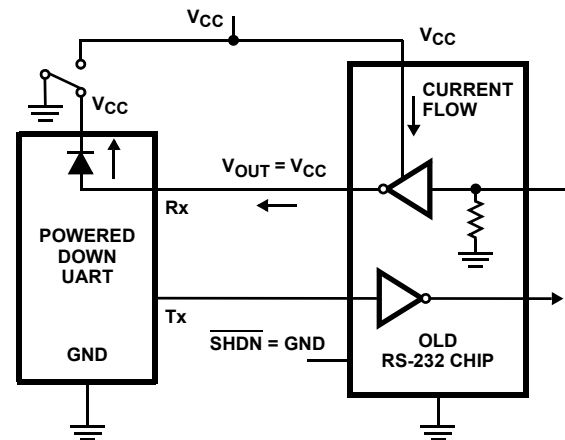 VCC
VCC
VCC
CURRENT
FLOW
VOUT = VCC
Rx
POWERED
DOWN
UART
Tx
GND
SHDN = GND
OLD
RS-232 CHIP